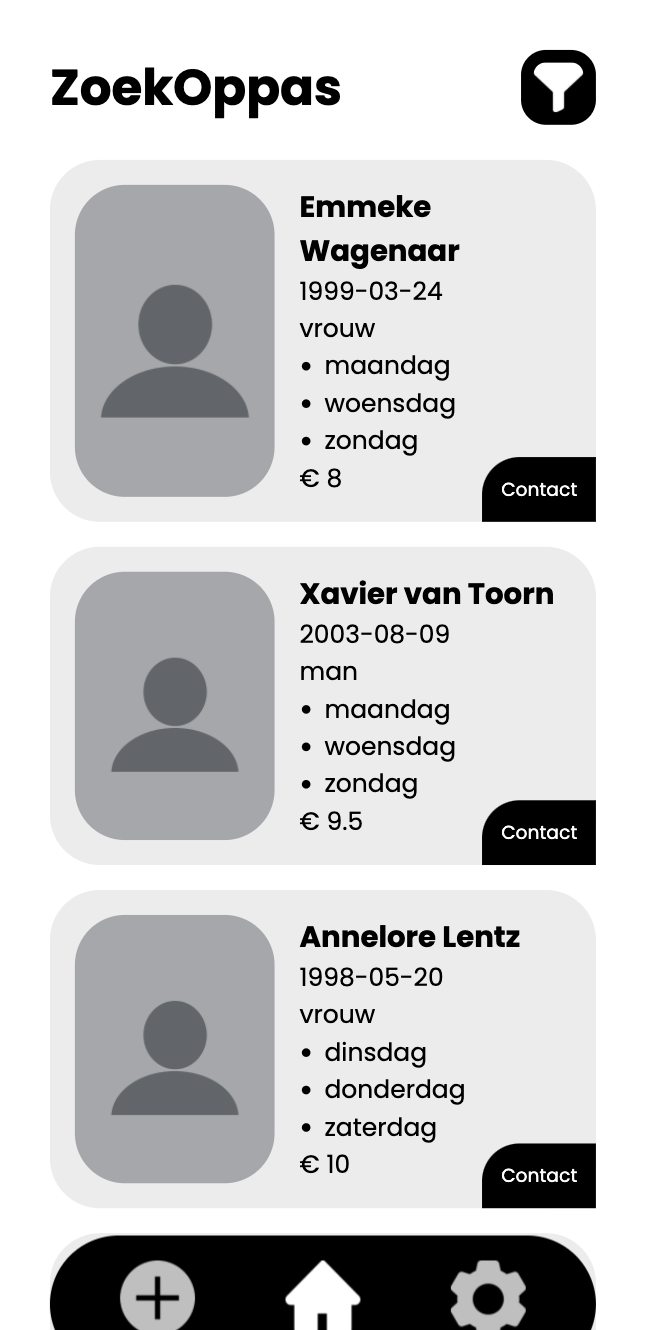 ZoekOppas
Emmeke
Wagenaar
1999-03-24
vrouw
• maandag
• woensdag
• zondag
€ 8
Contact
Xavier van Toorn
2003-08-09
man
• maandag
• woensdag
• zondag
€ 9.5
Contact
Annelore Lentz
1998-05-20
vrouw
• dinsdag
• donderdag
• zaterdag
€ 10
Contact